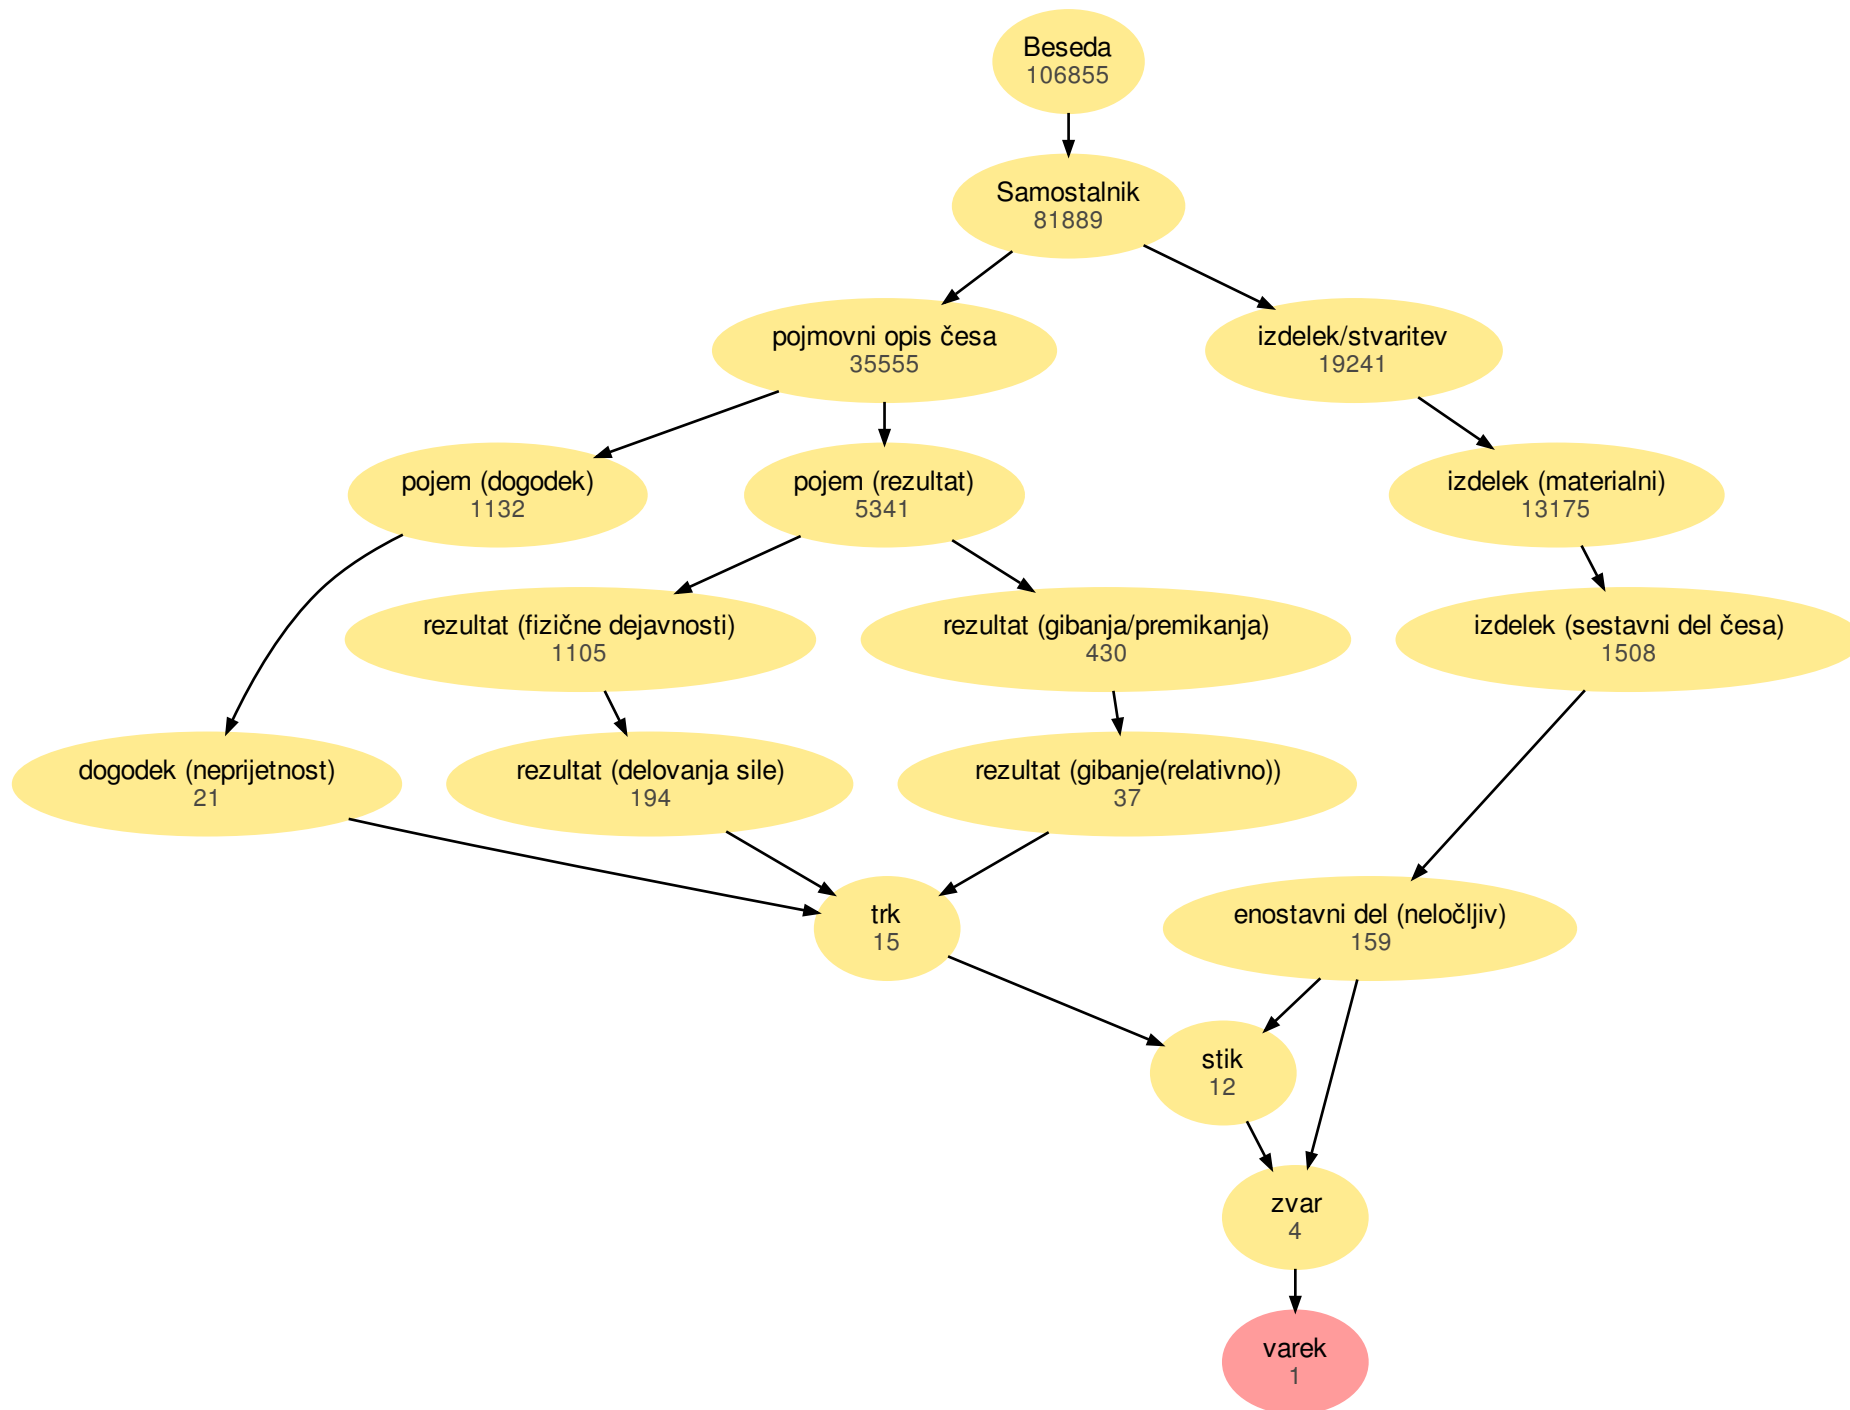 Beseda
106855
Samostalnik
81889
pojmovni opis česa
35555
izdelek/stvaritev
19241
pojem (dogodek)
1132
pojem (rezultat)
5341
izdelek (materialni)
13175
rezultat (fizične dejavnosti)
1105
rezultat (gibanja/premikanja)
430
izdelek (sestavni del česa)
1508
dogodek (neprijetnost)
21
rezultat (delovanja sile)
194
rezultat (gibanje(relativno))
37
trk
15
enostavni del (neločljiv)
159
stik
12
zvar
4
varek
1